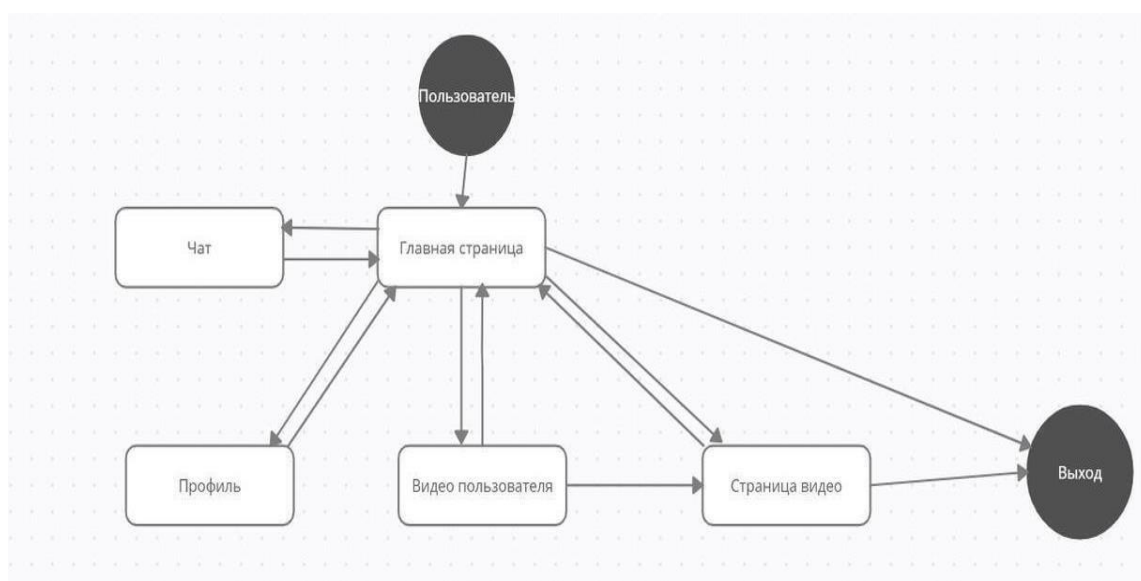 Пользователь
Чат
Главная страница
Профиль
Видео пользователя
Страница видео
Выход